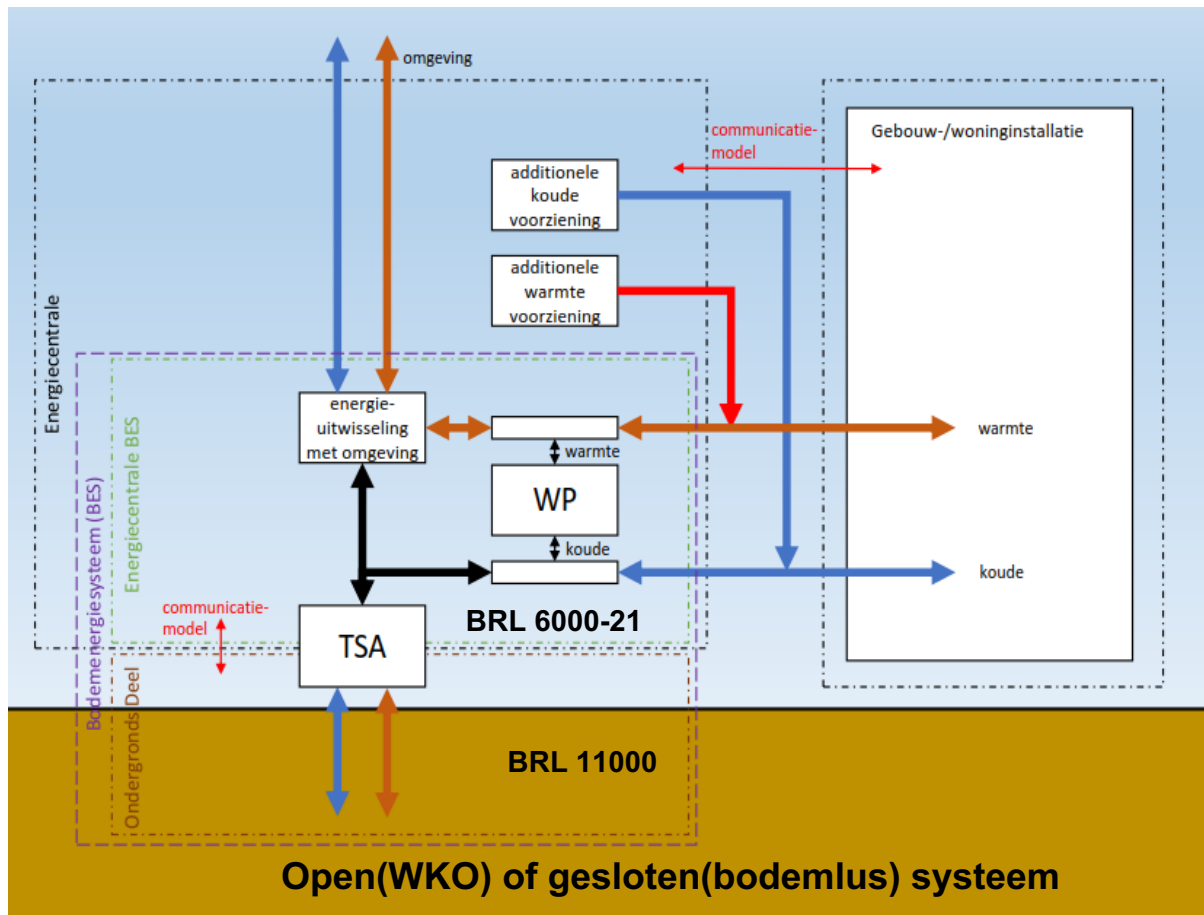 omgeving
communicatie-
model
Gebouw-/woninginstallatie
additionele
koude
voorziening
additionele
warmte
voorziening
Energiecentrale
Bodemenergiesysteem (BES)
Energiecentrale BES
energie-
uitwisseling
met omgeving
warmte
warmte
WP
koude
koude
communicatie-
model
BRL 6000-21
TSA
Ondergronds Deel
BRL 11000
Open(WKO) of gesloten(bodemlus) systeem